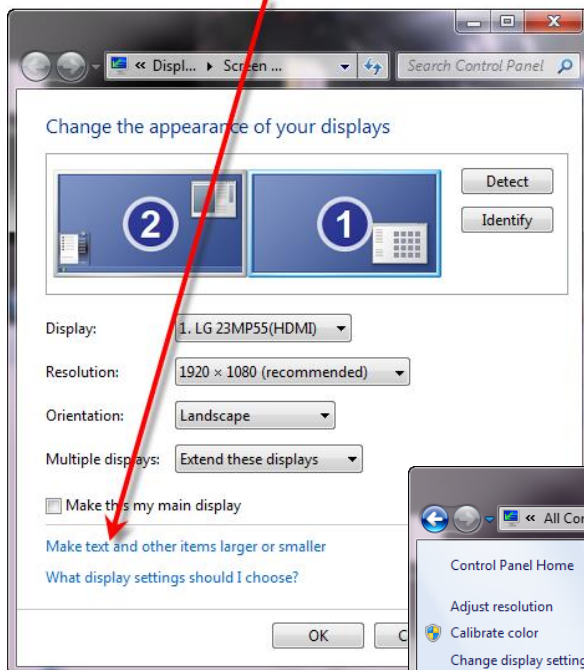 « Displ... ▸ Screen ...
Search Control Panel
Change the appearance of your displays
2
1
Detect
Identify
Display:
1. LG 23MP55(HDMI)
Resolution:
1920 × 1080 (recommended)
Orientation:
Landscape
Multiple displays:
Extend these displays
Make this my main display
Make text and other items larger or smaller
What display settings should I choose?
OK
C
« All Con
Control Panel Home
Adjust resolution
Calibrate color
Change display setting